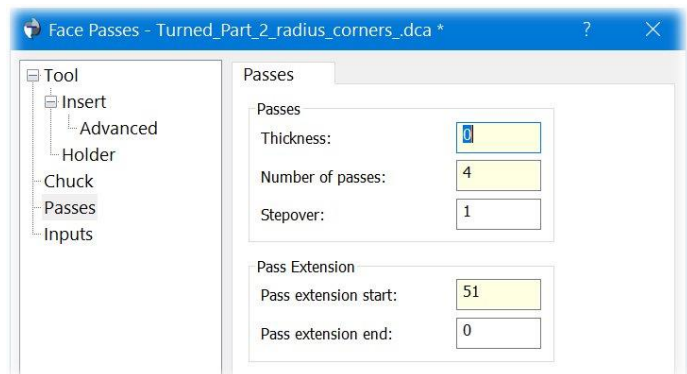 Face Passes - Turned_Part_2_radius_corners_.dca * ? ×
Tool
Insert
Advanced
Holder
Chuck
Passes
Inputs
Passes
Passes
Thickness: 0
Number of passes: 4
Stepover: 1
Pass Extension
Pass extension start: 51
Pass extension end: 0